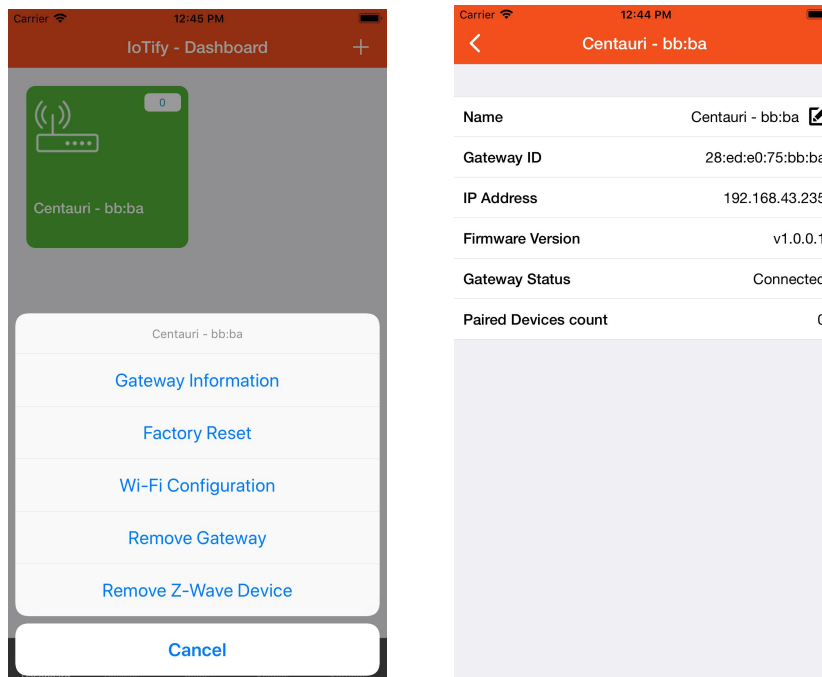 Carrier 12:45 PM
IoTify - Dashboard +
0
Centauri - bb:ba
Centauri - bb:ba
Gateway Information
Factory Reset
Wi-Fi Configuration
Remove Gateway
Remove Z-Wave Device
Cancel
Carrier 12:44 PM
Centauri - bb:ba
Name Centauri - bb:ba
Gateway ID 28:ed:e0:75:bb:ba
IP Address 192.168.43.235
Firmware Version v1.0.0.1
Gateway Status Connected
Paired Devices count 0